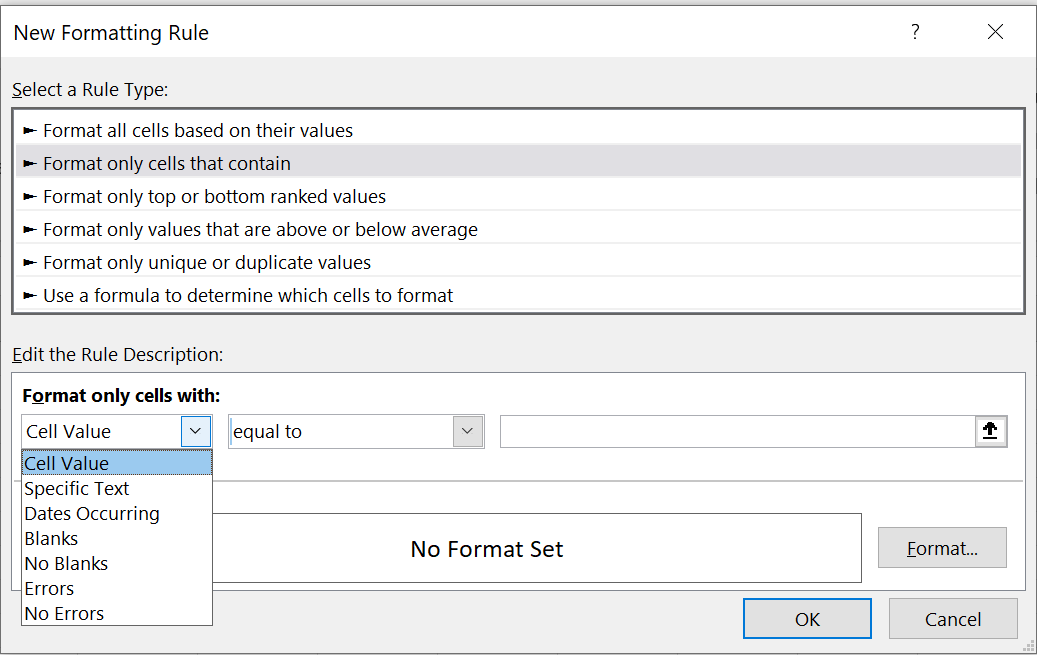 New Formatting Rule ?
Select a Rule Type:
► Format all cells based on their values
► Format only cells that contain
► Format only top or bottom ranked values
► Format only values that are above or below average
► Format only unique or duplicate values
► Use a formula to determine which cells to format
Edit the Rule Description:
Format only cells with:
Cell Value equal to
Cell Value
Specific Text
Dates Occurring
Blanks
No Blanks
Errors
No Errors
No Format Set Format...
OK Cancel